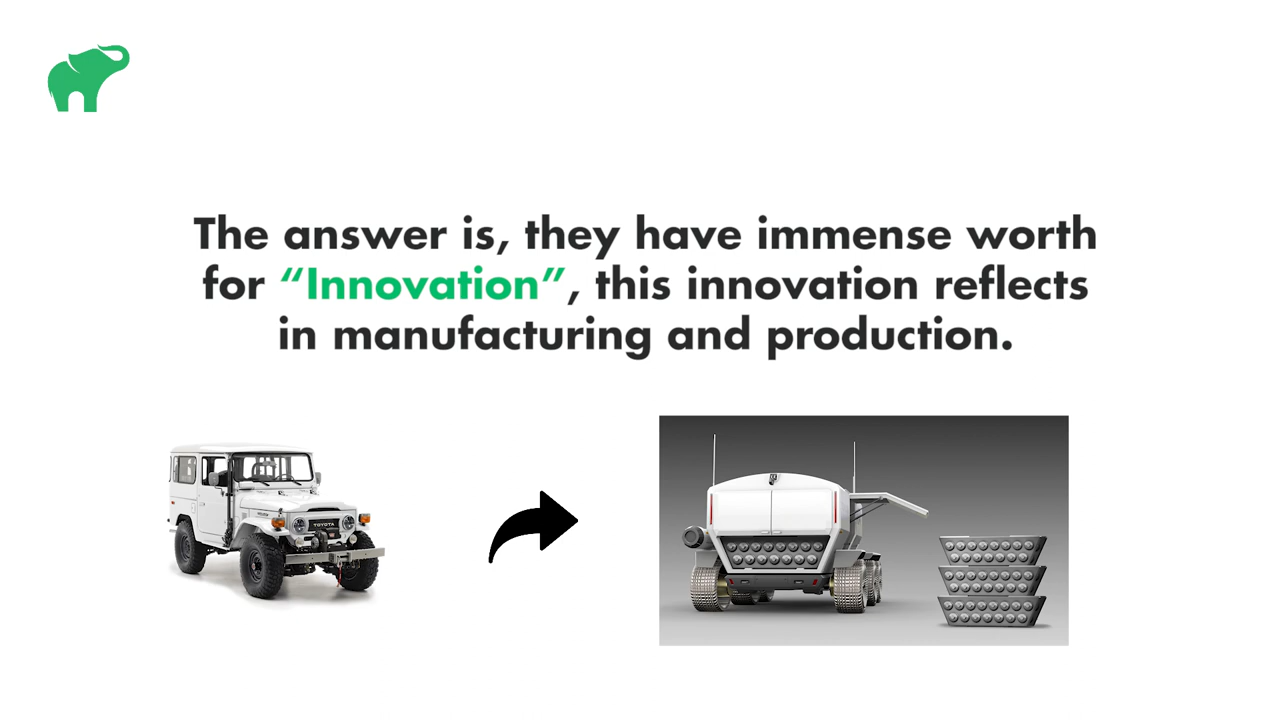 The answer is, they have immense worth
for “Innovation”, this innovation reflects
in manufacturing and production.
TOYOTA